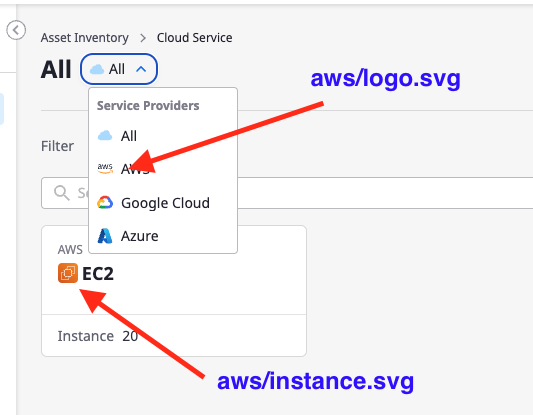 Asset Inventory > Cloud Service
All All
aws/logo.svg
Service Providers
All
Filter
aws AWS
Google Cloud
Azure
AWS
EC2
Instance 20
aws/instance.svg